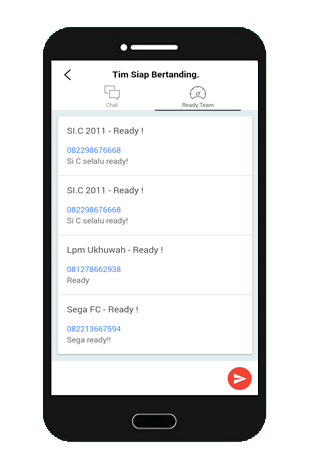 Tim Siap Bertanding.
Chat
Ready Team
SI.C 2011 - Ready !
082298676668
Si C selalu ready!
SI.C 2011 - Ready !
082298676668
Si C selalu ready!
Lpm Ukhuwah - Ready !
081278662938
Ready
Sega FC - Ready !
082213667594
Sega ready!!